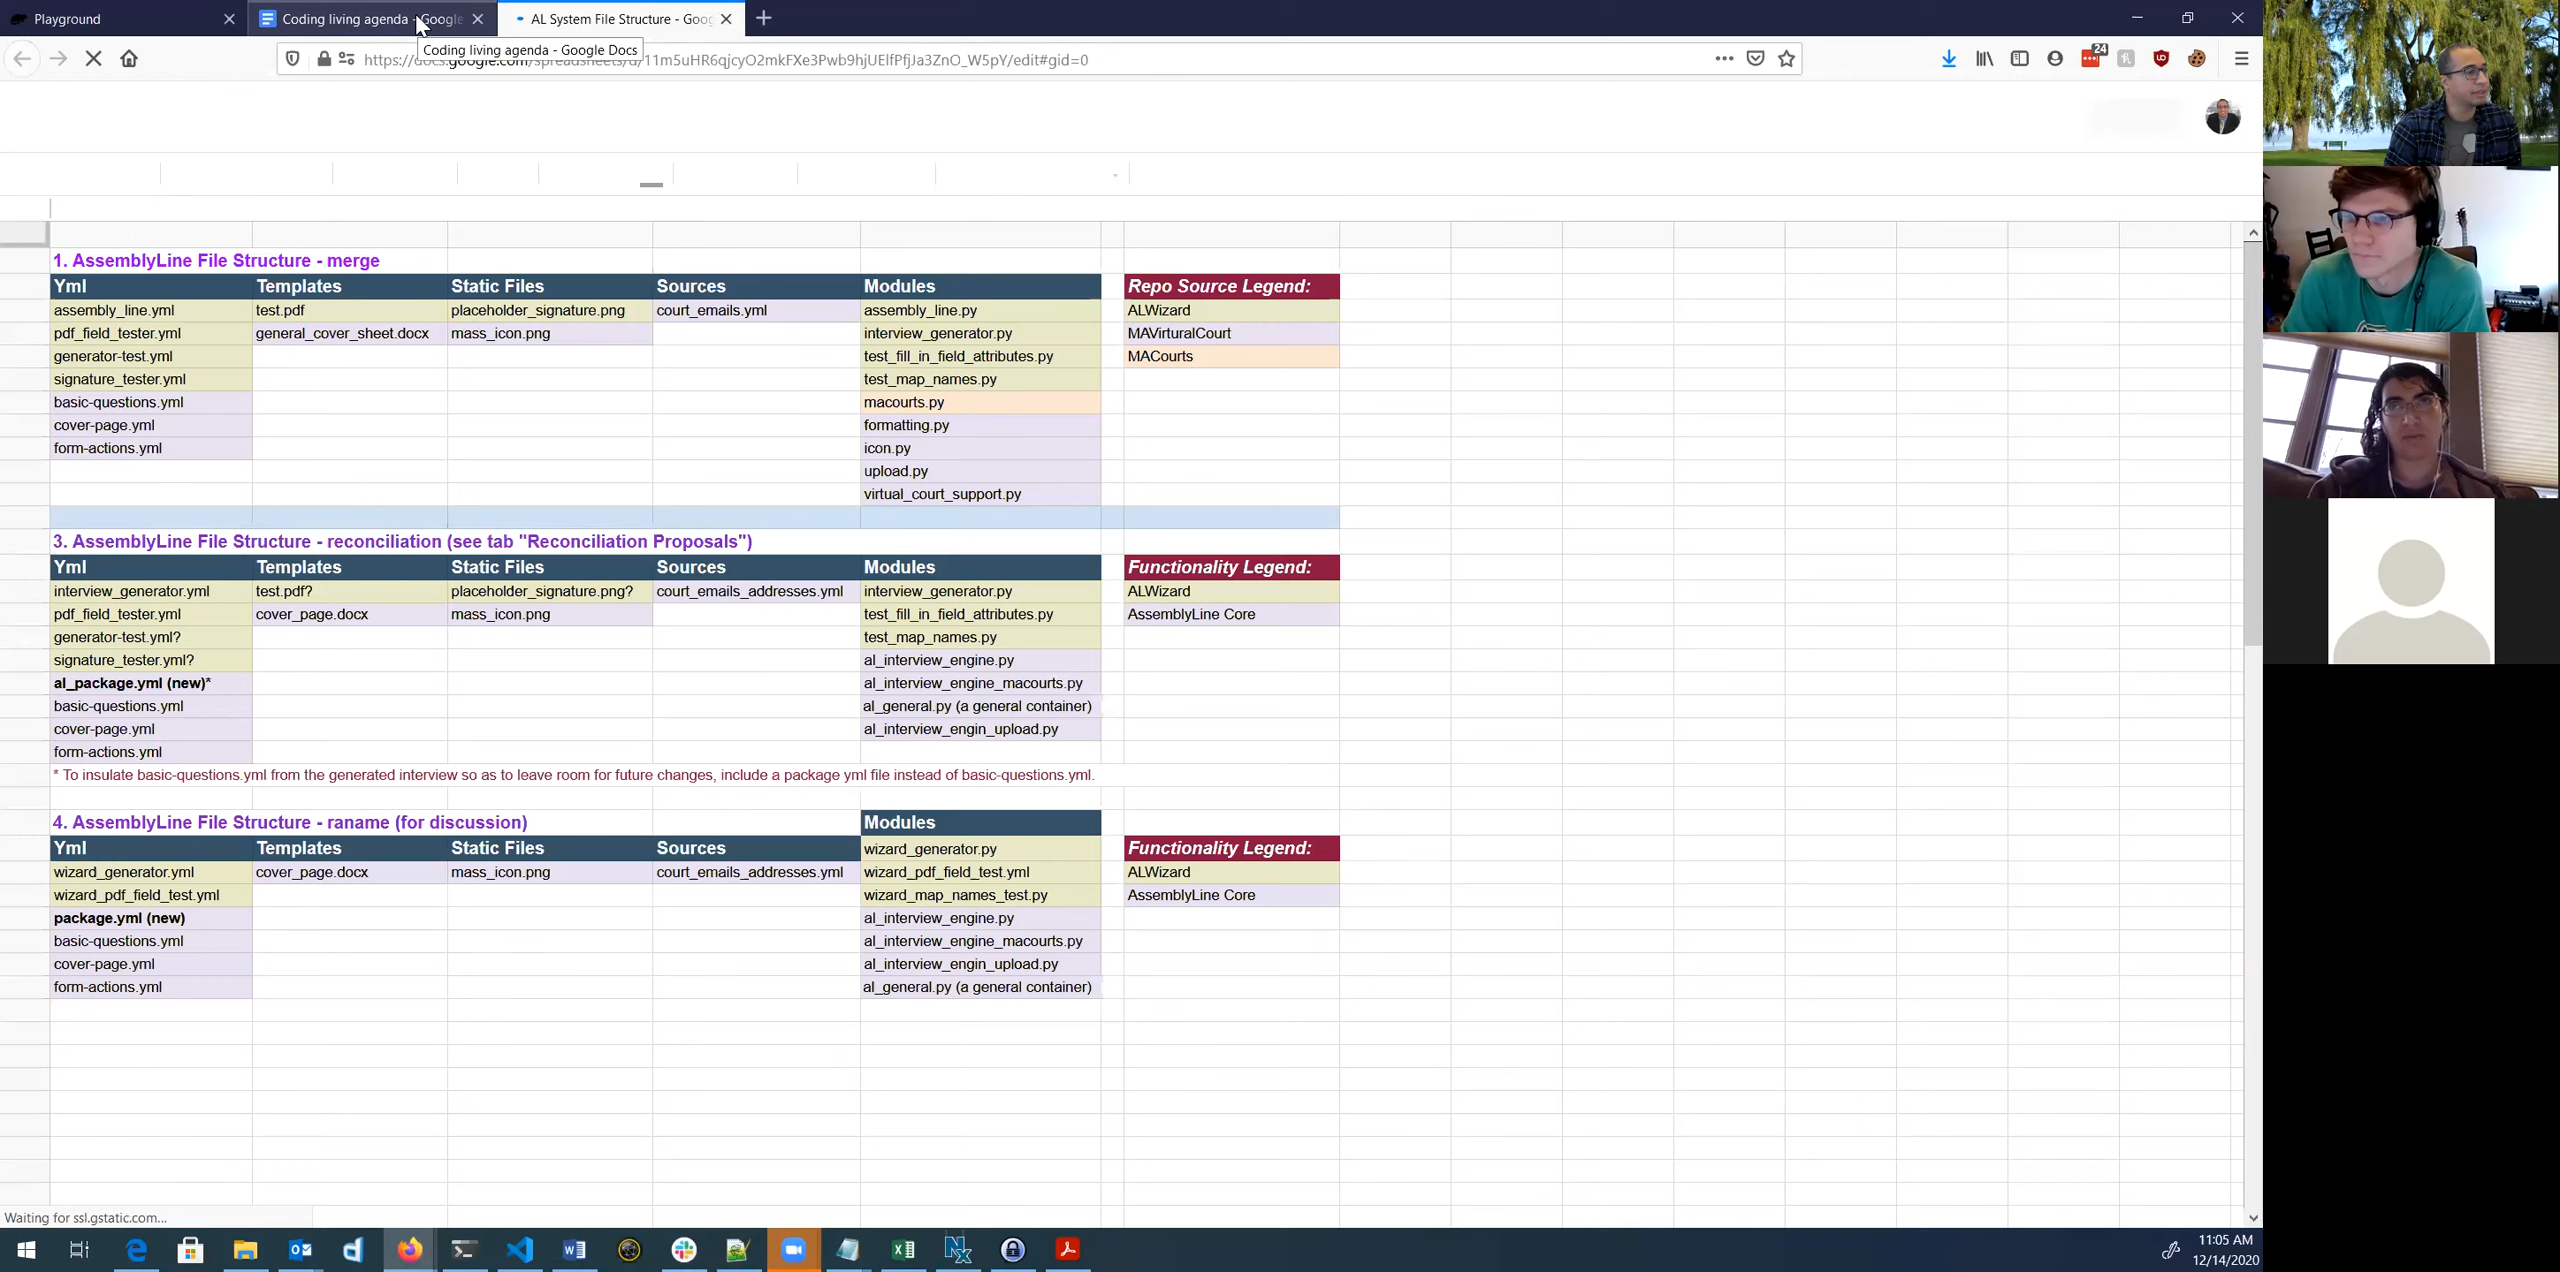 Playground
Coding living agenda - Google
AL System File Structure - Goog
Coding living agenda - Google Docs
https://docs.google.com/spreadsheets/d/11m5uHR6qjcyO2mkFXe3Pwb9hjUElfPfjJa3ZnO_W5pY/edit#gid=0
24
1. AssemblyLine File Structure - merge
Yml Templates Static Files Sources Modules Repo Source Legend:
assembly_line.yml test.pdf placeholder_signature.png court_emails.yml assembly_line.py ALWizard
pdf_field_tester.yml general_cover_sheet.docx mass_icon.png interview_generator.py MAVirturalCourt
generator-test.yml test_fill_in_field_attributes.py MACourts
signature_tester.yml test_map_names.py
basic-questions.yml macourts.py
cover-page.yml formatting.py
form-actions.yml icon.py
upload.py
virtual_court_support.py
3. AssemblyLine File Structure - reconciliation (see tab "Reconciliation Proposals")
Yml Templates Static Files Sources Modules Functionality Legend:
interview_generator.yml test.pdf? placeholder_signature.png? court_emails_addresses.yml interview_generator.py ALWizard
pdf_field_tester.yml cover_page.docx mass_icon.png test_fill_in_field_attributes.py AssemblyLine Core
generator-test.yml? test_map_names.py
signature_tester.yml? al_interview_engine.py
al_package.yml (new)* al_interview_engine_macourts.py
basic-questions.yml al_general.py (a general container)
cover-page.yml al_interview_engin_upload.py
form-actions.yml
* To insulate basic-questions.yml from the generated interview so as to leave room for future changes, include a package yml file instead of basic-questions.yml.
4. AssemblyLine File Structure - raname (for discussion) Modules
Yml Templates Static Files Sources wizard_generator.py Functionality Legend:
wizard_generator.yml cover_page.docx mass_icon.png court_emails_addresses.yml wizard_pdf_field_test.yml ALWizard
wizard_pdf_field_test.yml wizard_map_names_test.py AssemblyLine Core
package.yml (new) al_interview_engine.py
basic-questions.yml al_interview_engine_macourts.py
cover-page.yml al_interview_engin_upload.py
form-actions.yml al_general.py (a general container)
Waiting for ssl.gstatic.com...
11:05 AM
12/14/2020